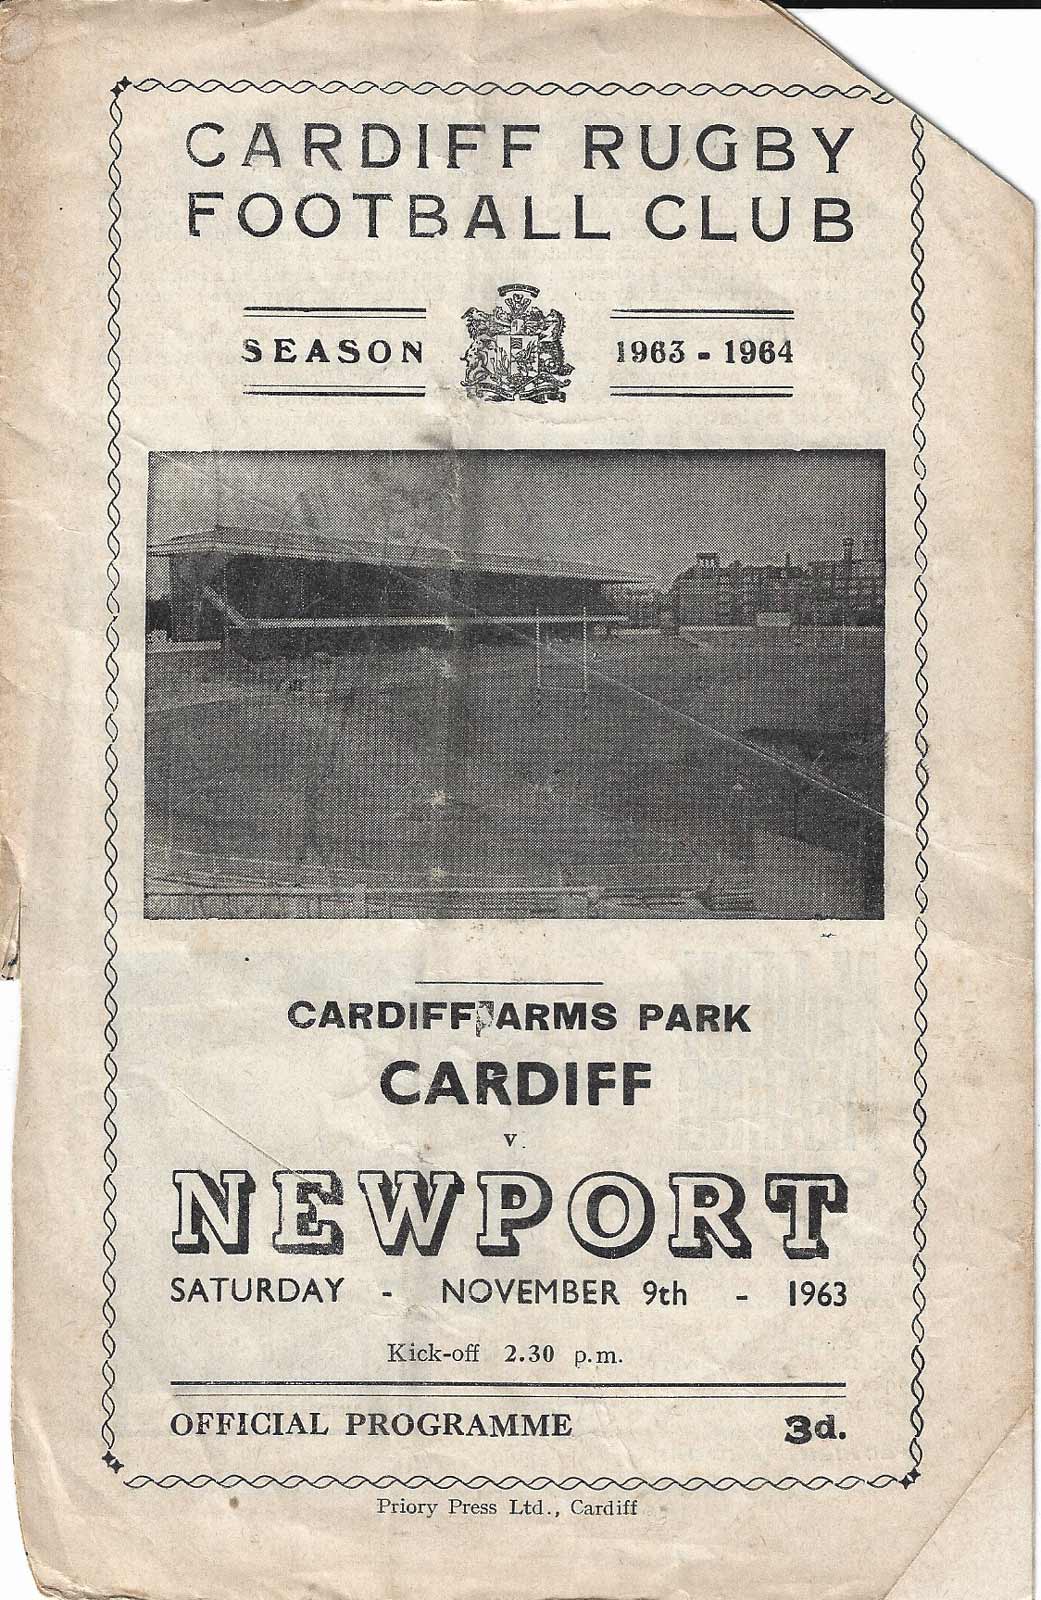 CARDIFF RUGBY
FOOTBALL CLUB
SEASON 1963 - 1964
CARDIFF ARMS PARK
CARDIFF
v.
NEWPORT
SATURDAY - NOVEMBER 9th - 1963
Kick-off 2.30 p.m.
OFFICIAL PROGRAMME 3d.
Priory Press Ltd., Cardiff